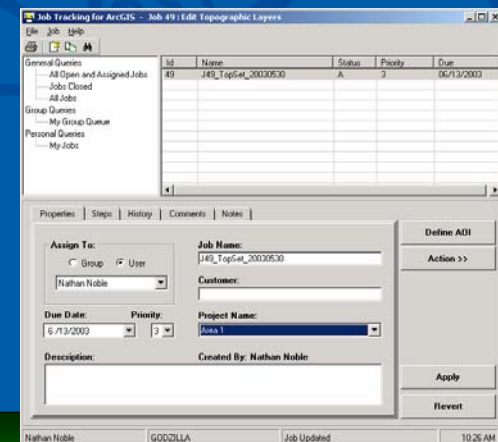 Job Tracking for ArcGIS - Job 49 : Edit Topographic Layers
File Job Help
General Queries
All Open and Assigned Jobs
Jobs Closed
All Jobs
Group Queries
My Group Queue
Personal Queries
My Jobs
Id Name Status Priority Due
49 J49_TopSet_20030530 A 3 06/13/2003
Properties Steps History Comments Notes
Assign To:
Group User
Nathan Noble
Job Name:
J49_TopSet_20030530
Customer:
Due Date: Priority:
6/13/2003 3
Project Name:
Area 1
Description:
Created By: Nathan Noble
Define AOI
Action >>
Apply
Revert
Nathan Noble GODZILLA Job Updated 10:26 AM